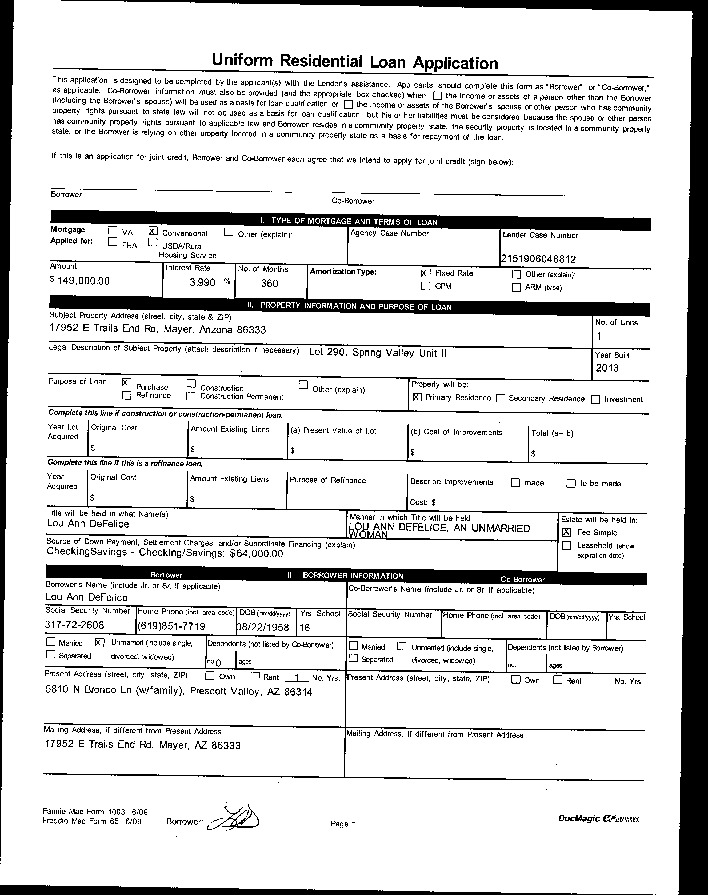 Uniform Residential Loan Application
This application is designed to be completed by the applicant(s) with the Lender's assistance. Applicants should complete this form as "Borrower" or "Co-Borrower,"
as applicable. Co-Borrower information must also be provided (and the appropriate box checked) when ☐ the income or assets of a person other than the Borrower
(including the Borrower's spouse) will be used as a basis for loan qualification or ☐ the income or assets of the Borrower's spouse or other person who has community
property rights pursuant to state law will not be used as a basis for loan qualification, but his or her liabilities must be considered because the spouse or other person
has community property rights pursuant to applicable law and Borrower resides in a community property state, the security property is located in a community property
state, or the Borrower is relying on other property located in a community property state as a basis for repayment of the loan.
If this is an application for joint credit, Borrower and Co-Borrower each agree that we intend to apply for joint credit (sign below):
Borrower Co-Borrower
I. TYPE OF MORTGAGE AND TERMS OF LOAN
Mortgage Applied for: ☐ VA ☒ Conventional ☐ Other (explain): Agency Case Number Lender Case Number
☐ FHA ☐ USDA/Rural Housing Service 2151906048812
Amount Interest Rate No. of Months Amortization Type: ☒ Fixed Rate ☐ Other (explain):
$ 149,000.00 3.990 % 360 ☐ GPM ☐ ARM (type):
II. PROPERTY INFORMATION AND PURPOSE OF LOAN
Subject Property Address (street, city, state & ZIP) No. of Units
17952 E Trails End Rd, Mayer, Arizona 86333 1
Legal Description of Subject Property (attach description if necessary) Lot 290, Spring Valley Unit II Year Built
2013
Purpose of Loan ☒ Purchase ☐ Construction ☐ Other (explain): Property will be:
☐ Refinance ☐ Construction-Permanent ☒ Primary Residence ☐ Secondary Residence ☐ Investment
Complete this line if construction or construction-permanent loan.
Year Lot Acquired Original Cost Amount Existing Liens (a) Present Value of Lot (b) Cost of Improvements Total (a+b)
$ $ $ $ $
Complete this line if this is a refinance loan.
Year Acquired Original Cost Amount Existing Liens Purpose of Refinance Describe Improvements ☐ made ☐ to be made
$ $ Cost: $
Title will be held in what Name(s) Manner in which Title will be held Estate will be held in:
Lou Ann DeFelice LOU ANN DEFELICE, AN UNMARRIED WOMAN ☒ Fee Simple
Source of Down Payment, Settlement Charges, and/or Subordinate Financing (explain) ☐ Leasehold (show expiration date)
CheckingSavings - Checking/Savings: $64,000.00
Borrower III. BORROWER INFORMATION Co-Borrower
Borrower's Name (include Jr. or Sr. if applicable) Co-Borrower's Name (include Jr. or Sr. if applicable)
Lou Ann DeFelice
Social Security Number Home Phone (incl. area code) DOB (mm/dd/yyyy) Yrs. School Social Security Number Home Phone (incl. area code) DOB (mm/dd/yyyy) Yrs. School
317-72-2608 (619)851-7719 08/22/1958 16
☐ Married ☒ Unmarried (include single, Dependents (not listed by Co-Borrower) ☐ Married ☐ Unmarried (include single, Dependents (not listed by Borrower)
☐ Separated divorced, widowed) no. 0 ages ☐ Separated divorced, widowed) no. ages
Present Address (street, city, state, ZIP) ☐ Own ☐ Rent 1 No. Yrs. Present Address (street, city, state, ZIP) ☐ Own ☐ Rent No. Yrs.
5810 N Bronco Ln (w/family), Prescott Valley, AZ 86314
Mailing Address, if different from Present Address Mailing Address, if different from Present Address
17952 E Trails End Rd, Mayer, AZ 86333
Fannie Mae Form 1003 6/09
Freddie Mac Form 65 6/09 Borrower Page DocMagic